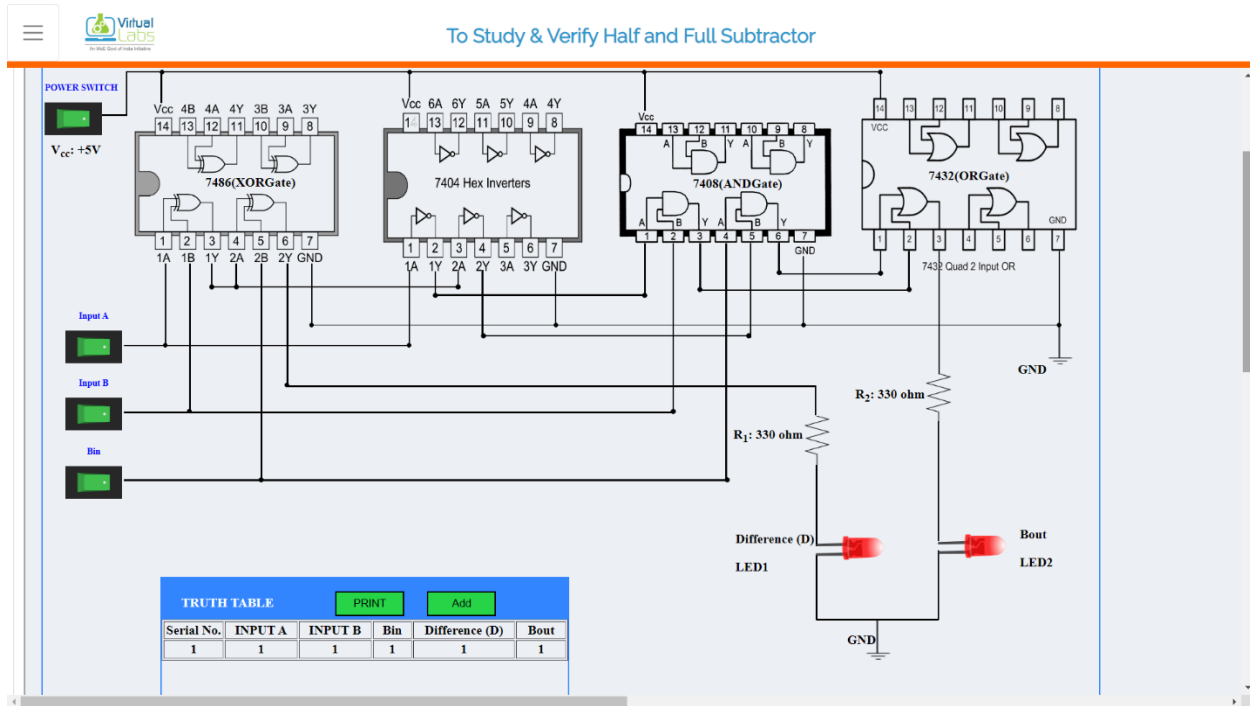 Virtual
Labs
An MoE Govt of India Initiative
To Study & Verify Half and Full Subtractor
POWER SWITCH
Vcc: +5V
Vcc 4B 4A 4Y 3B 3A 3Y
14 13 12 11 10 9 8
7486(XORGate)
1 2 3 4 5 6 7
1A 1B 1Y 2A 2B 2Y GND
Vcc 6A 6Y 5A 5Y 4A 4Y
14 13 12 11 10 9 8
7404 Hex Inverters
1 2 3 4 5 6 7
1A 1Y 2A 2Y 3A 3Y GND
Vcc
14 13 12 11 10 9 8
A B Y A B Y
7408(ANDGate)
A B Y A B Y
1 2 3 4 5 6 7
GND
14 13 12 11 10 9 8
VCC
7432(ORGate)
GND
1 2 3 4 5 6 7
7432 Quad 2 Input OR
Input A
Input B
Bin
GND
R2: 330 ohm
R1: 330 ohm
Difference (D)
LED1
Bout
LED2
GND
TRUTH TABLE PRINT Add
Serial No. INPUT A INPUT B Bin Difference (D) Bout
1 1 1 1 1 1